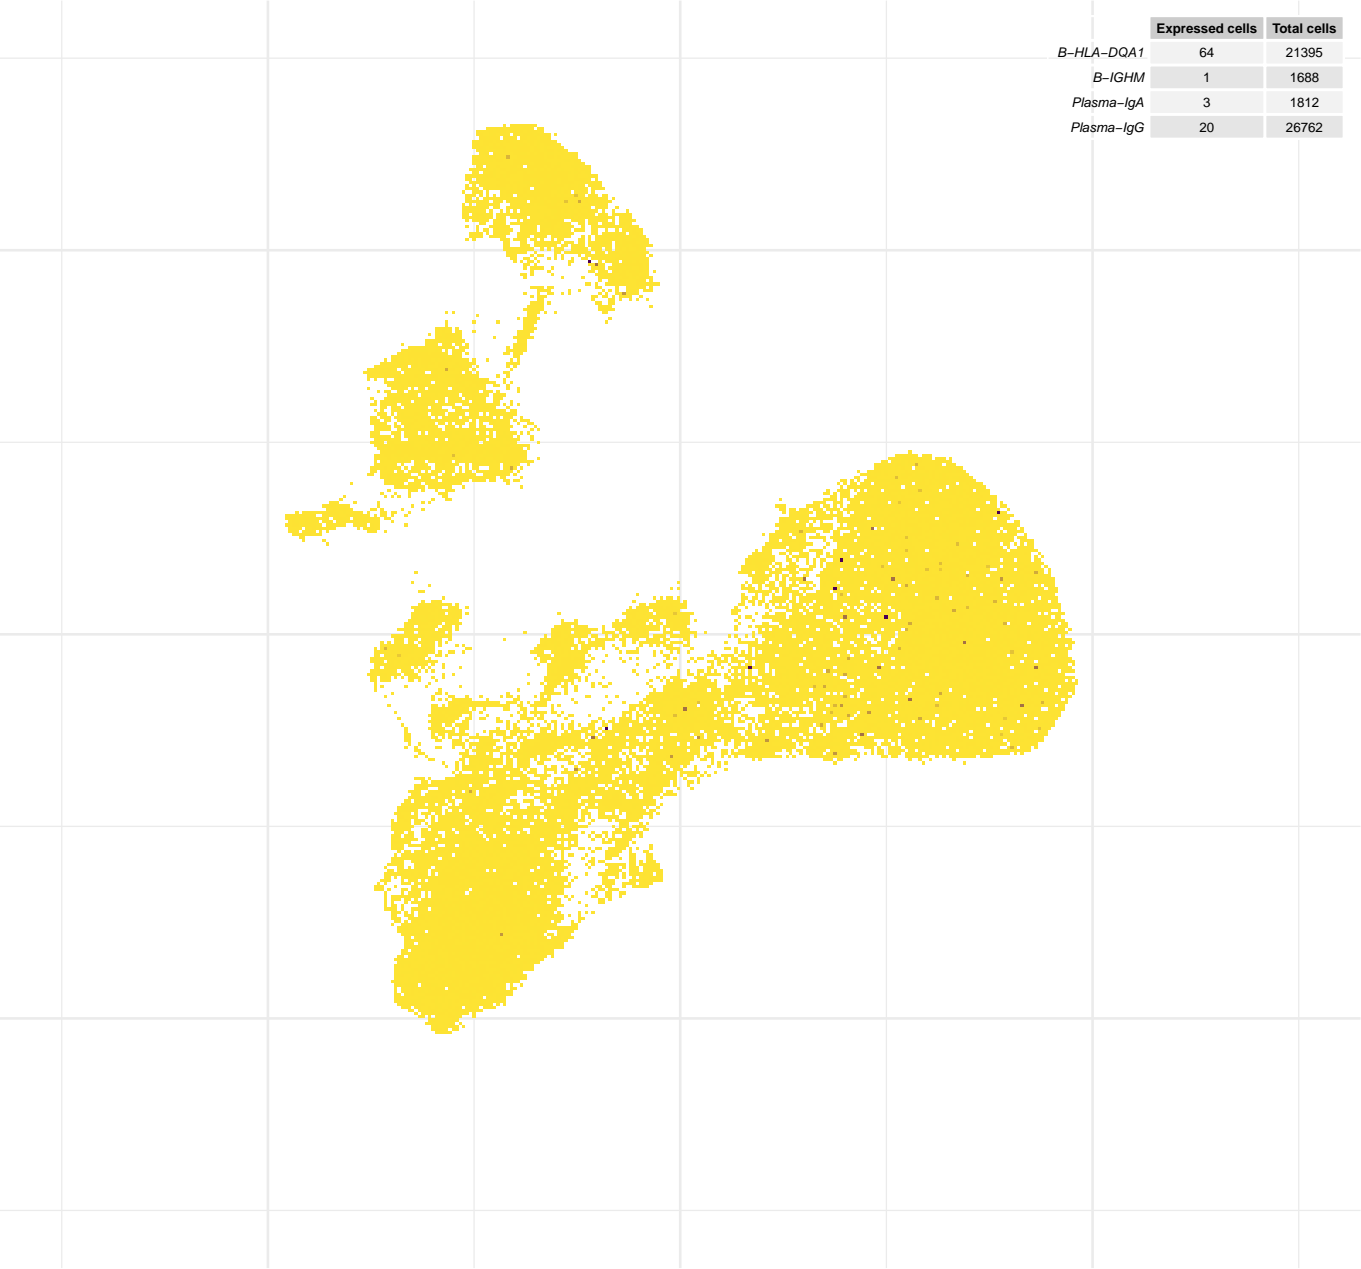 Expressed cells Total cells
B−HLA−DQA1 64 21395
B−IGHM 1 1688
Plasma−IgA 3 1812
Plasma−IgG 20 26762